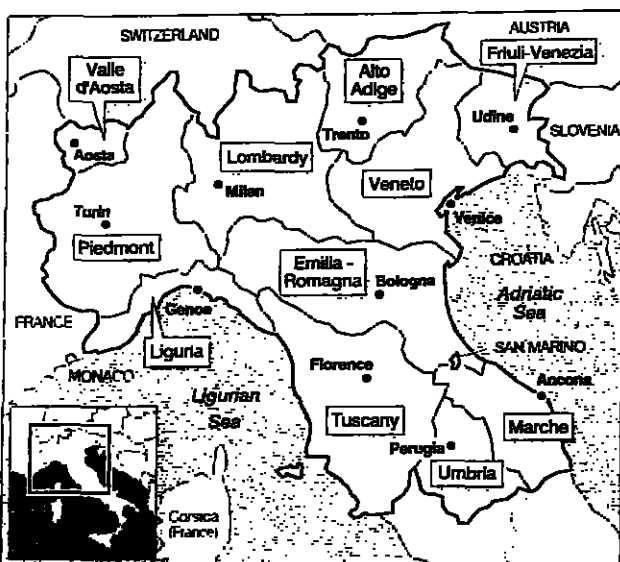 SWITZERLAND
AUSTRIA
Friuli-Venezia
Valle
d'Aosta
Alto
Adige
Udine
SLOVENIA
Trento
Aosta
Lombardy
Milan
Veneto
Venice
Turin
Piedmont
CROATIA
Emilia -
Romagna
Bologna
Adriatic
Sea
Genoa
FRANCE
Liguria
SAN MARINO
MONACO
Florence
Ancona
Ligurian
Sea
Tuscany
Marche
Perugia
Umbria
Corsica
(France)